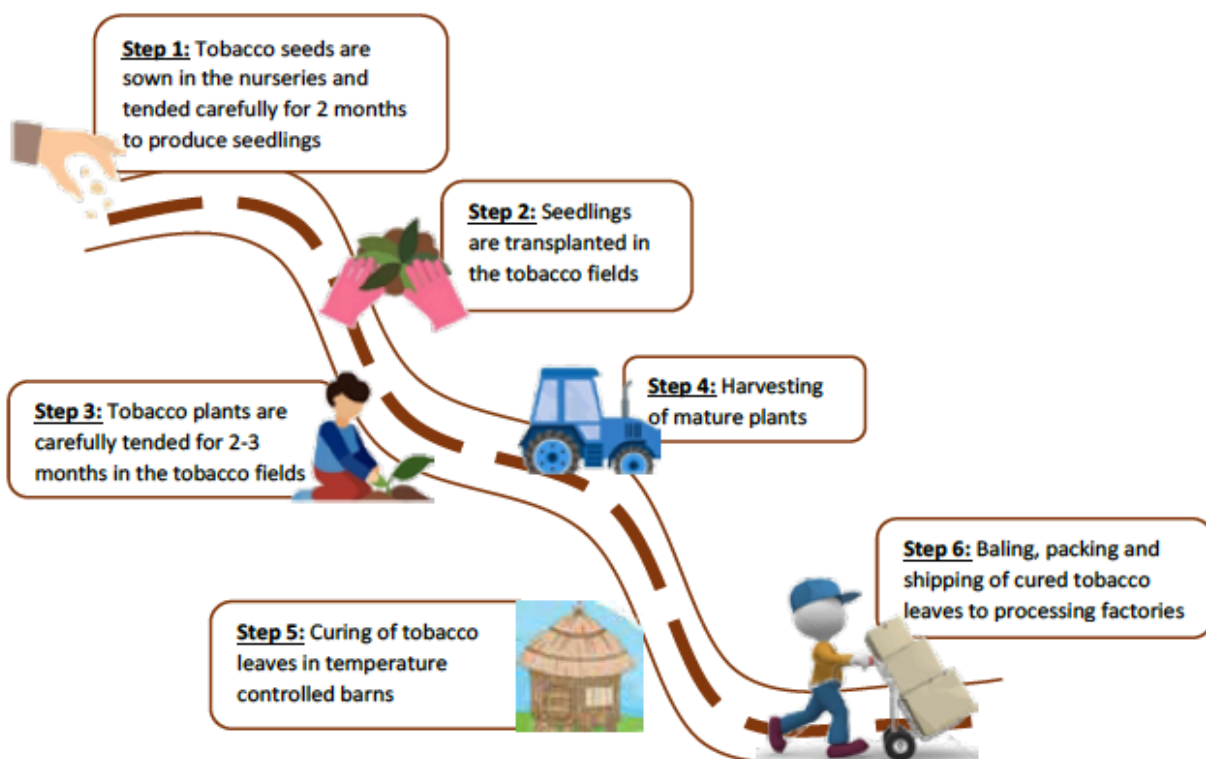 Step 1: Tobacco seeds are
sown in the nurseries and
tended carefully for 2 months
to produce seedlings
Step 2: Seedlings
are transplanted in
the tobacco fields
Step 3: Tobacco plants are
carefully tended for 2-3
months in the tobacco fields
Step 4: Harvesting
of mature plants
Step 5: Curing of tobacco
leaves in temperature
controlled barns
Step 6: Baling, packing and
shipping of cured tobacco
leaves to processing factories